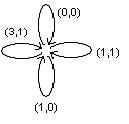 (0,0)
(3,1)
(1,1)
(1,0)